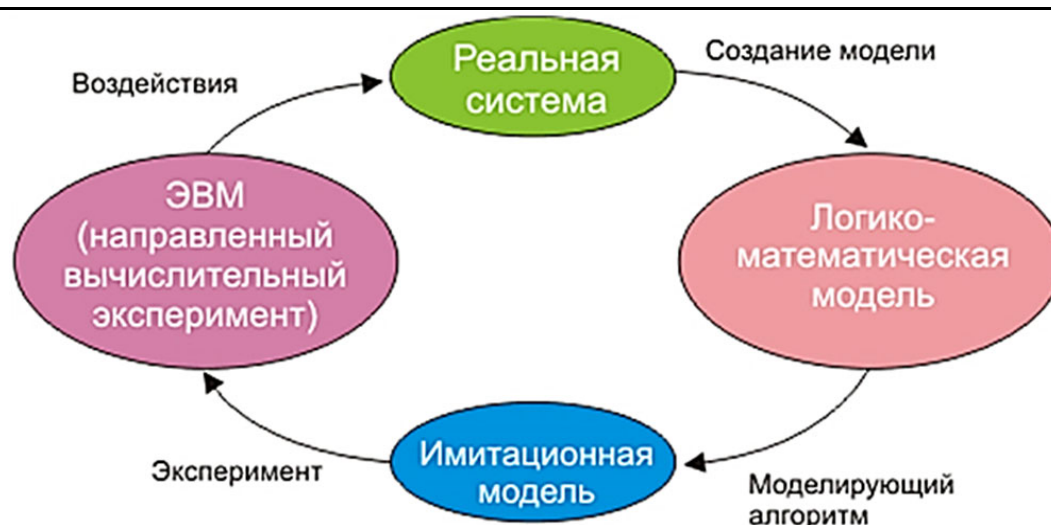 Реальная
система
Создание модели
Логико-
математическая
модель
Моделирующий
алгоритм
Имитационная
модель
Эксперимент
ЭВМ
(направленный
вычислительный
эксперимент)
Воздействия